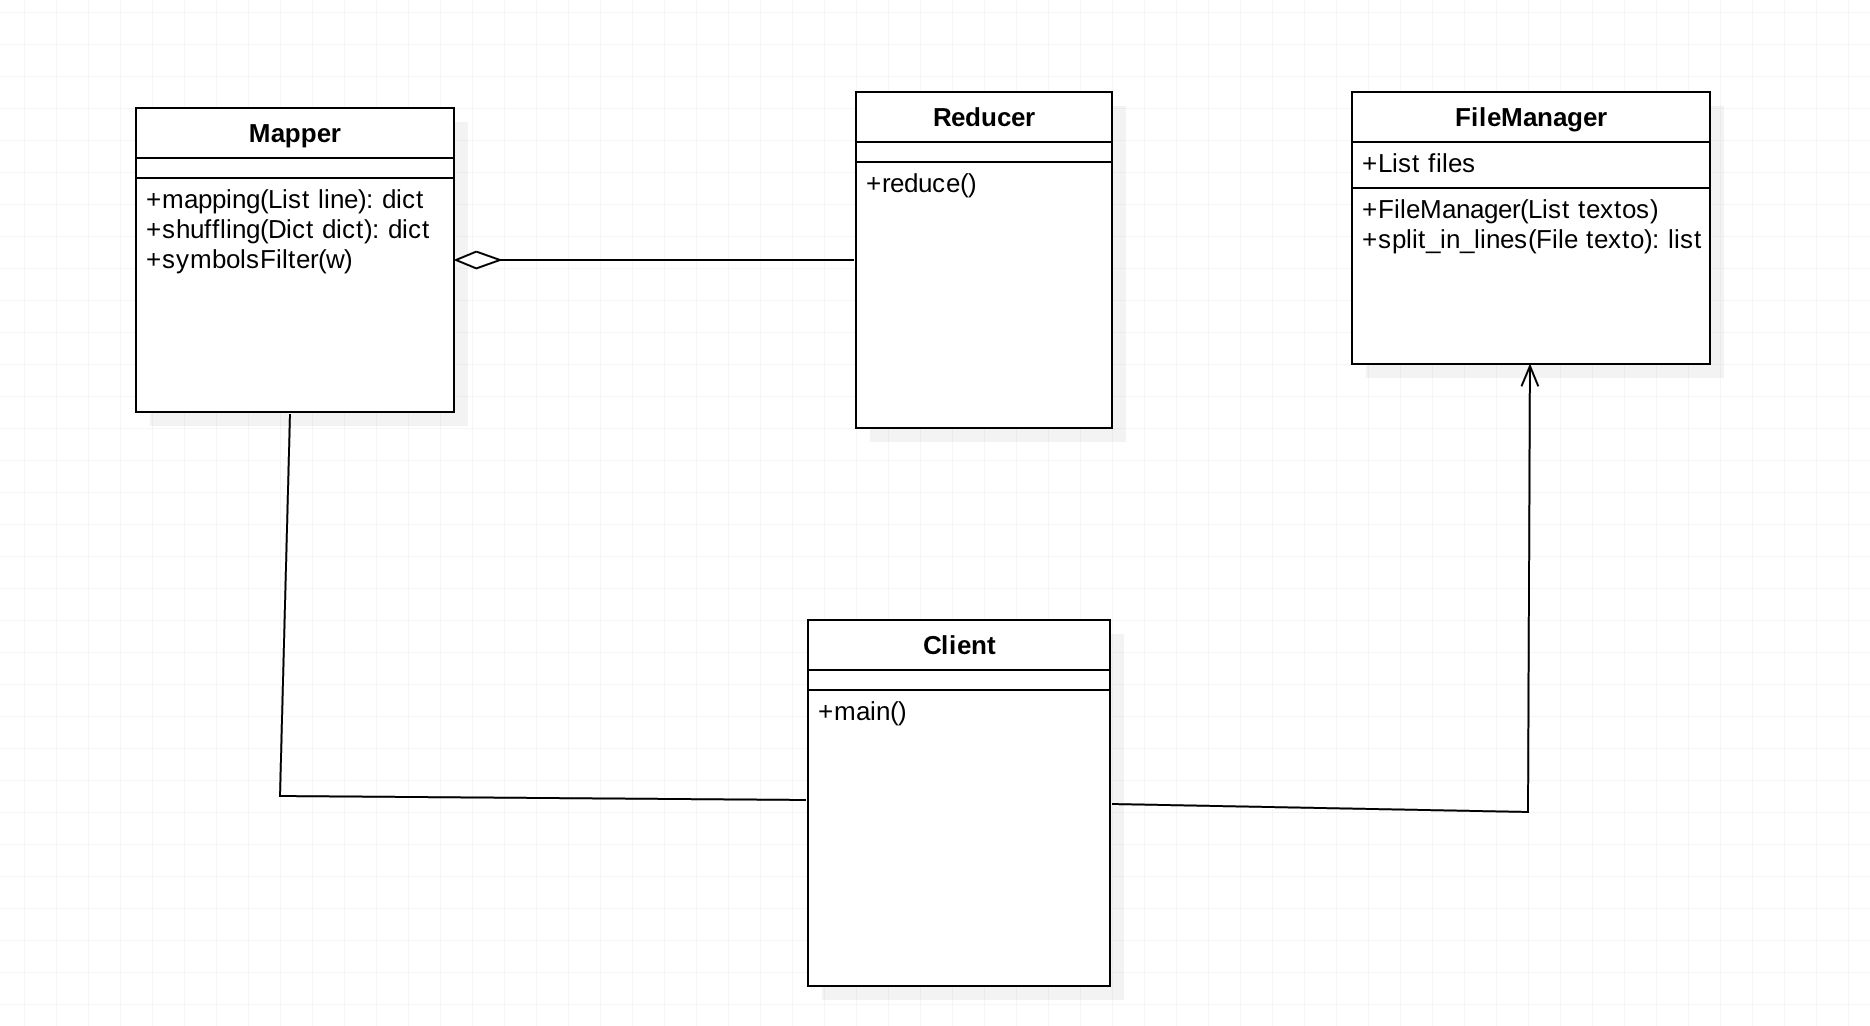 Mapper
+mapping(List line): dict
+shuffling(Dict dict): dict
+symbolsFilter(w)
Reducer
+reduce()
FileManager
+List files
+FileManager(List textos)
+split_in_lines(File texto): list
Client
+main()